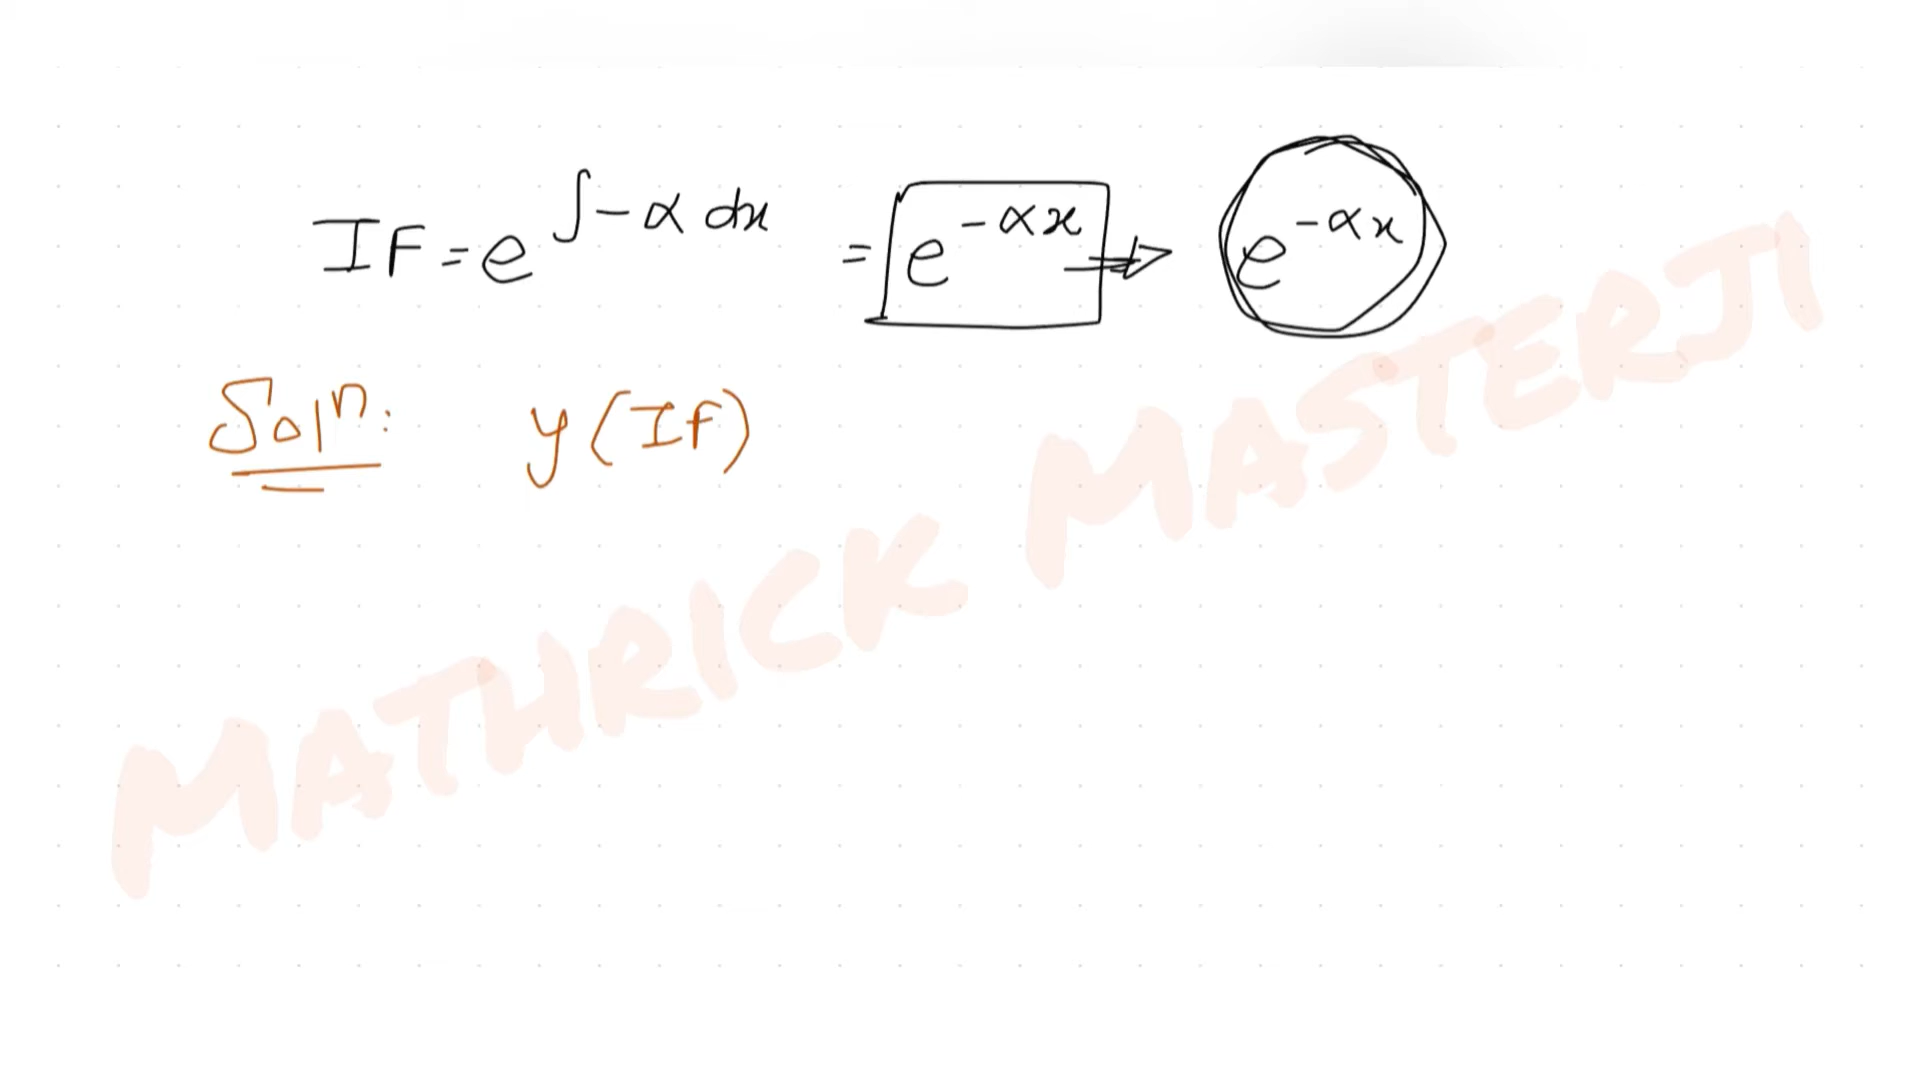 IF = e^{∫-α dx} = e^{-αx} ⇒ e^{-αx}
Solⁿ: y (IF)
MATHRICK MASTERJI